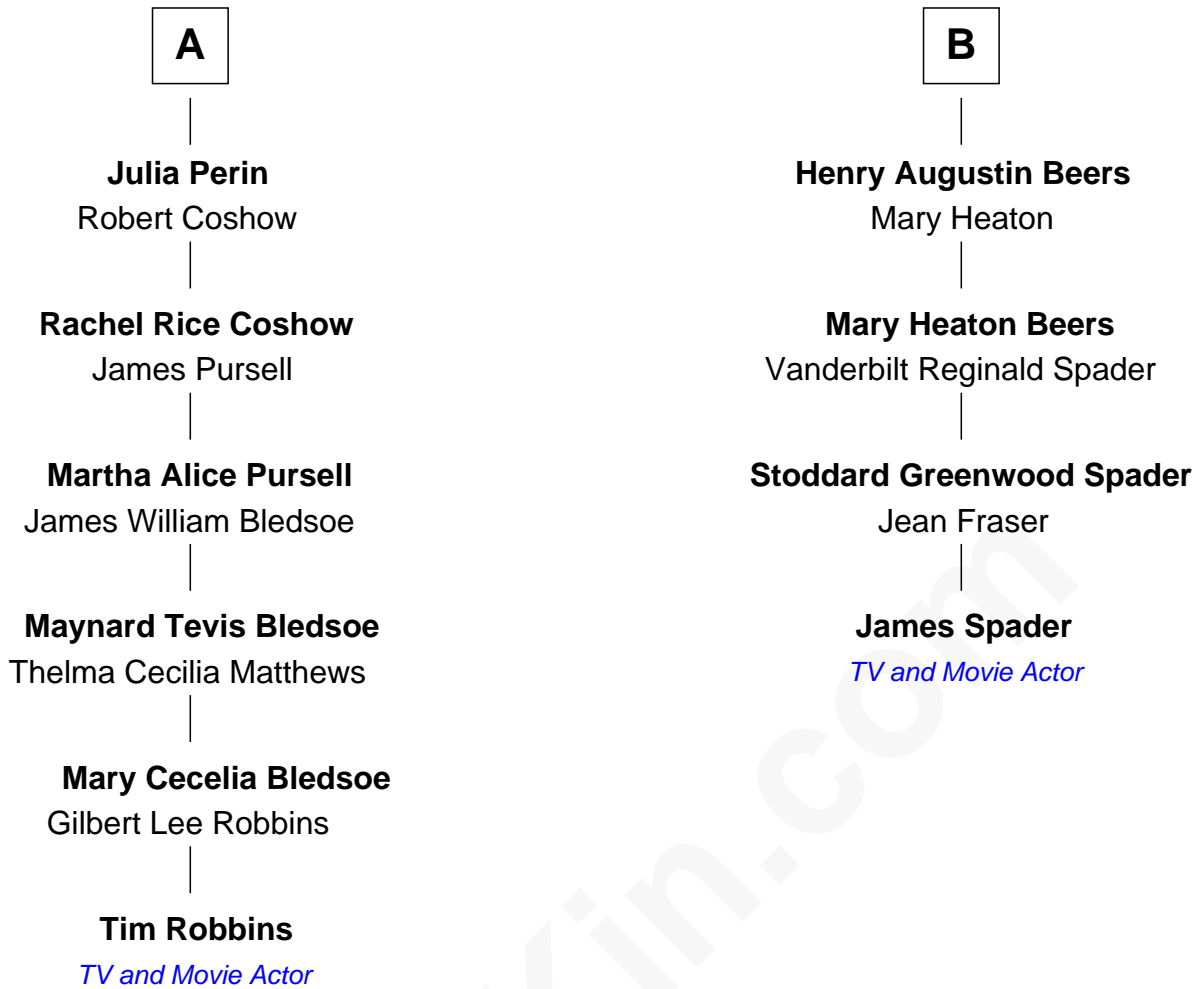 A
Julia Perin
Robert Coshow
Rachel Rice Coshow
James Pursell
Martha Alice Pursell
James William Bledsoe
Maynard Tevis Bledsoe
Thelma Cecilia Matthews
Mary Cecelia Bledsoe
Gilbert Lee Robbins
Tim Robbins
TV and Movie Actor
B
Henry Augustin Beers
Mary Heaton
Mary Heaton Beers
Vanderbilt Reginald Spader
Stoddard Greenwood Spader
Jean Fraser
James Spader
TV and Movie Actor
Kin.com